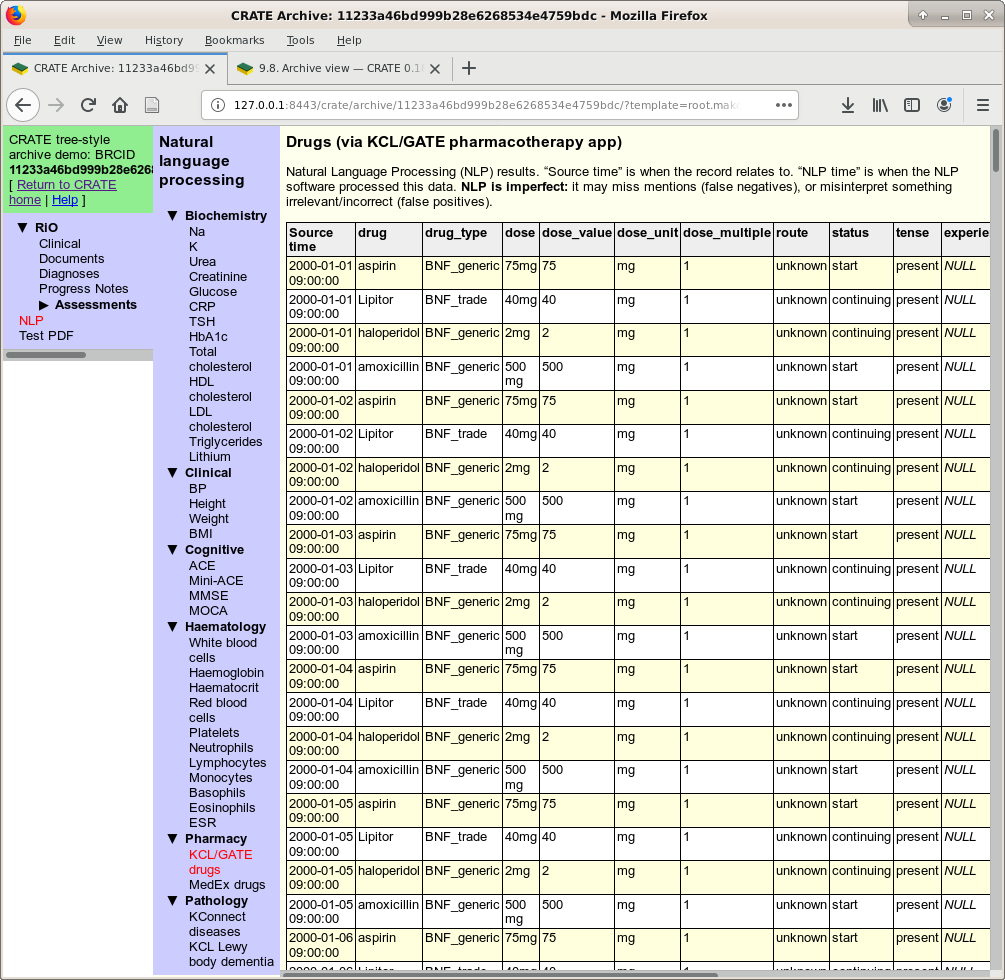 CRATE Archive: 11233a46bd999b28e6268534e4759bdc - Mozilla Firefox
File Edit View History Bookmarks Tools Help
CRATE Archive: 11233a46bd9
9.8. Archive view — CRATE 0.1
127.0.0.1:8443/crate/archive/11233a46bd999b28e6268534e4759bdc/?template=root.mak
CRATE tree-style
archive demo: BRCID
11233a46bd999b28e6268
[ Return to CRATE
home | Help ]
▼ RiO
Clinical
Documents
Diagnoses
Progress Notes
▶ Assessments
NLP
Test PDF
Natural
language
processing
▼ Biochemistry
Na
K
Urea
Creatinine
Glucose
CRP
TSH
HbA1c
Total
cholesterol
HDL
cholesterol
LDL
cholesterol
Triglycerides
Lithium
▼ Clinical
BP
Height
Weight
BMI
▼ Cognitive
ACE
Mini-ACE
MMSE
MOCA
▼ Haematology
White blood
cells
Haemoglobin
Haematocrit
Red blood
cells
Platelets
Neutrophils
Lymphocytes
Monocytes
Basophils
Eosinophils
ESR
▼ Pharmacy
KCL/GATE
drugs
MedEx drugs
▼ Pathology
KConnect
diseases
KCL Lewy
body dementia
Drugs (via KCL/GATE pharmacotherapy app)
Natural Language Processing (NLP) results. “Source time” is when the record relates to. “NLP time” is when the NLP
software processed this data. NLP is imperfect: it may miss mentions (false negatives), or misinterpret something
irrelevant/incorrect (false positives).
Source drug drug_type dose dose_value dose_unit dose_multiple route status tense experie
time
2000-01-01 aspirin BNF_generic 75mg 75 mg 1 unknown start present NULL
09:00:00
2000-01-01 Lipitor BNF_trade 40mg 40 mg 1 unknown continuing present NULL
09:00:00
2000-01-01 haloperidol BNF_generic 2mg 2 mg 1 unknown continuing present NULL
09:00:00
2000-01-01 amoxicillin BNF_generic 500 500 mg 1 unknown start present NULL
09:00:00 mg
2000-01-02 aspirin BNF_generic 75mg 75 mg 1 unknown start present NULL
09:00:00
2000-01-02 Lipitor BNF_trade 40mg 40 mg 1 unknown continuing present NULL
09:00:00
2000-01-02 haloperidol BNF_generic 2mg 2 mg 1 unknown continuing present NULL
09:00:00
2000-01-02 amoxicillin BNF_generic 500 500 mg 1 unknown start present NULL
09:00:00 mg
2000-01-03 aspirin BNF_generic 75mg 75 mg 1 unknown start present NULL
09:00:00
2000-01-03 Lipitor BNF_trade 40mg 40 mg 1 unknown continuing present NULL
09:00:00
2000-01-03 haloperidol BNF_generic 2mg 2 mg 1 unknown continuing present NULL
09:00:00
2000-01-03 amoxicillin BNF_generic 500 500 mg 1 unknown start present NULL
09:00:00 mg
2000-01-04 aspirin BNF_generic 75mg 75 mg 1 unknown start present NULL
09:00:00
2000-01-04 Lipitor BNF_trade 40mg 40 mg 1 unknown continuing present NULL
09:00:00
2000-01-04 haloperidol BNF_generic 2mg 2 mg 1 unknown continuing present NULL
09:00:00
2000-01-04 amoxicillin BNF_generic 500 500 mg 1 unknown start present NULL
09:00:00 mg
2000-01-05 aspirin BNF_generic 75mg 75 mg 1 unknown start present NULL
09:00:00
2000-01-05 Lipitor BNF_trade 40mg 40 mg 1 unknown continuing present NULL
09:00:00
2000-01-05 haloperidol BNF_generic 2mg 2 mg 1 unknown continuing present NULL
09:00:00
2000-01-05 amoxicillin BNF_generic 500 500 mg 1 unknown start present NULL
09:00:00 mg
2000-01-06 aspirin BNF_generic 75mg 75 mg 1 unknown start present NULL
09:00:00